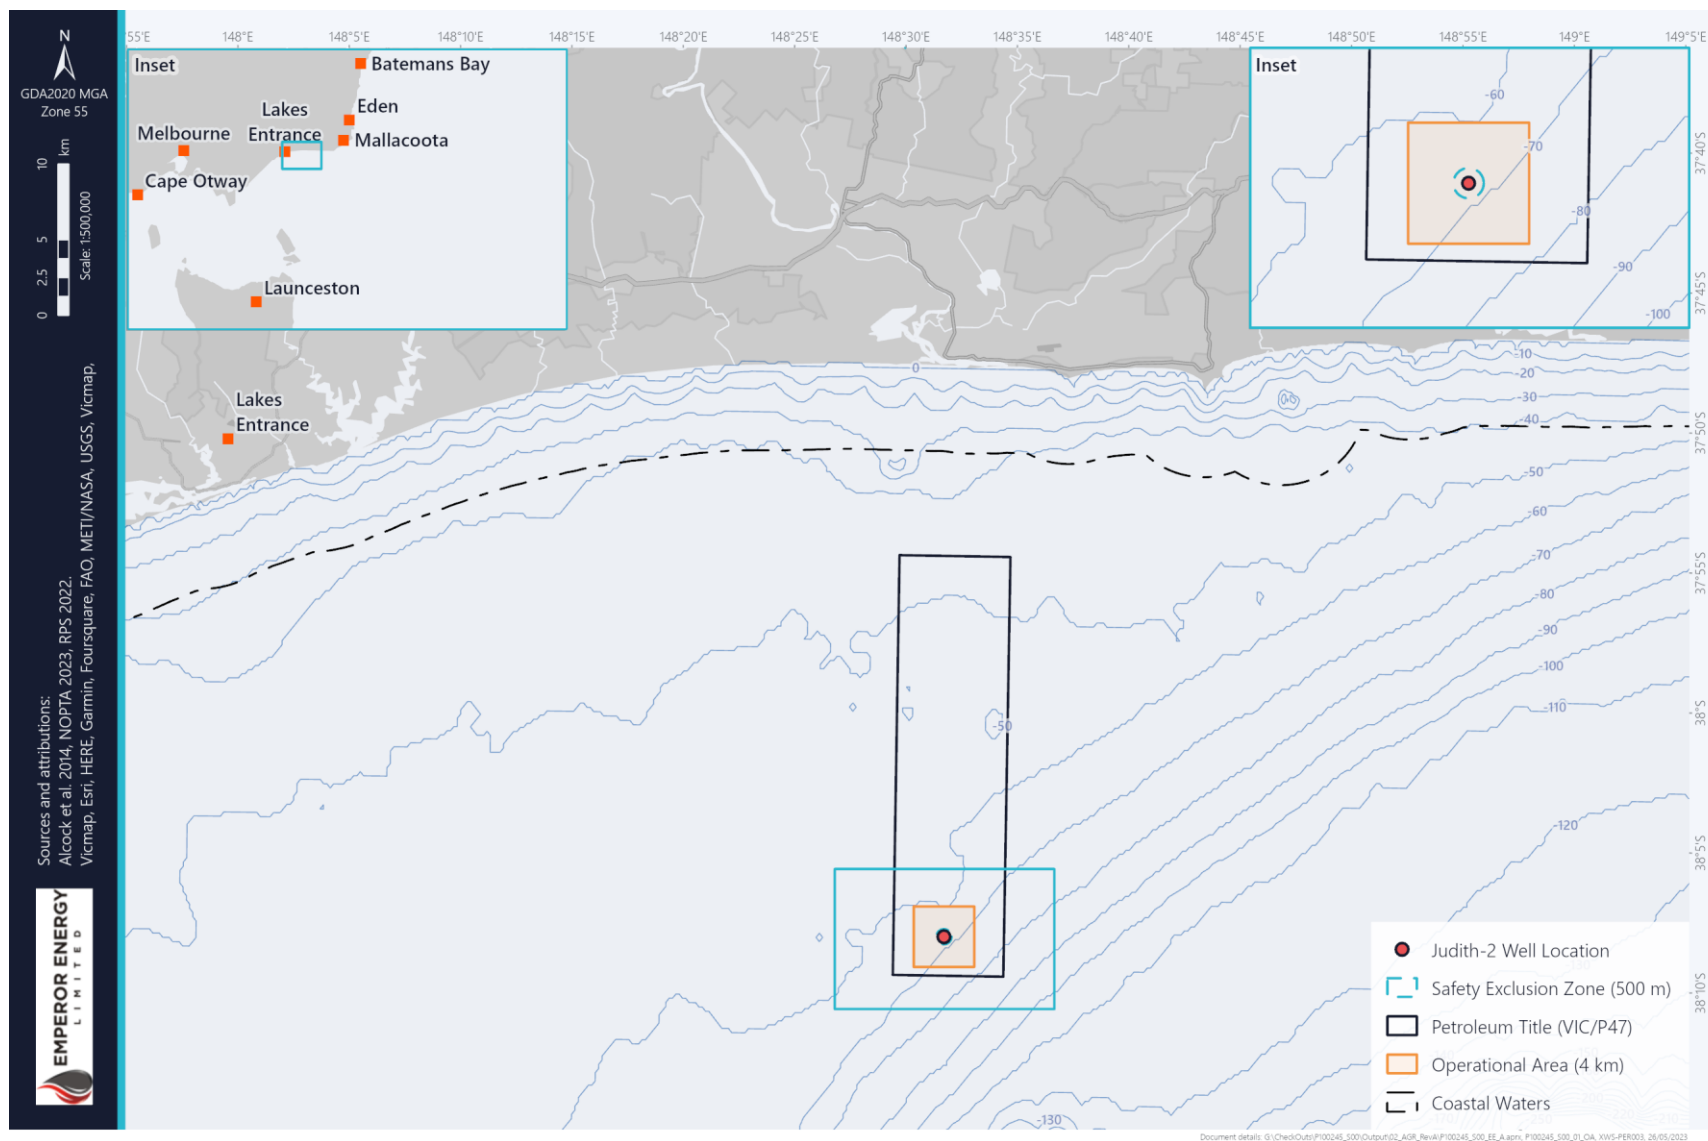 55'E
148°E
148°5'E
148°10'E
148°15'E
148°20'E
148°25'E
148°30'E
148°35'E
148°40'E
148°45'E
148°50'E
148°55'E
149°E
149°5'E
N
GDA2020 MGA
Zone 55
0
2.5
5
10
km
Scale: 1:500,000
Sources and attributions:
Alcock et al. 2014, NOPTA 2023, RPS 2022.
Vicmap, Esri, HERE, Garmin, Foursquare, FAO, METI/NASA, USGS, Vicmap,
EMPEROR ENERGY
LIMITED
Inset
Batemans Bay
Eden
Lakes
Entrance
Melbourne
Mallacoota
Cape Otway
Launceston
Inset
-60
-70
-80
-90
-100
37°40'S
37°45'S
37°50'S
37°55'S
38°S
38°5'S
38°10'S
Lakes
Entrance
0
-10
-20
-30
-40
-50
-60
-70
-80
-90
-100
-110
-50
-120
-130
Judith-2 Well Location
Safety Exclusion Zone (500 m)
Petroleum Title (VIC/P47)
Operational Area (4 km)
Coastal Waters